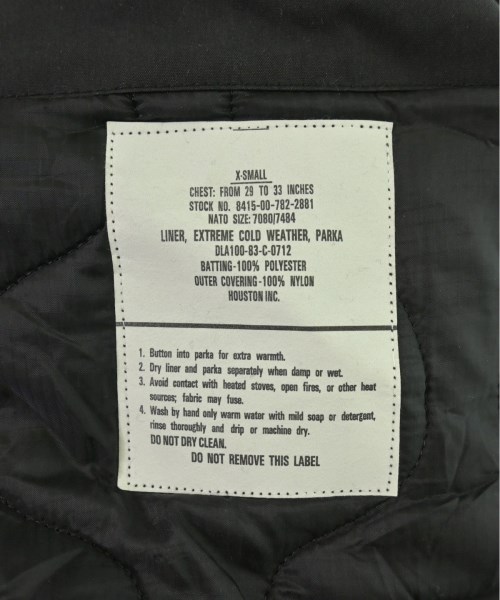 X-SMALL
CHEST: FROM 29 TO 33 INCHES
STOCK NO. 8415-00-782-2881
NATO SIZE: 7080/7484
LINER, EXTREME COLD WEATHER, PARKA
DLA100-83-C-0712
BATTING-100% POLYESTER
OUTER COVERING-100% NYLON
HOUSTON INC.
1. Button into parka for extra warmth.
2. Dry liner and parka separately when damp or wet.
3. Avoid contact with heated stoves, open fires, or other heat
sources; fabric may fuse.
4. Wash by hand only warm water with mild soap or detergent,
rinse thoroughly and drip or machine dry.
DO NOT DRY CLEAN.
DO NOT REMOVE THIS LABEL